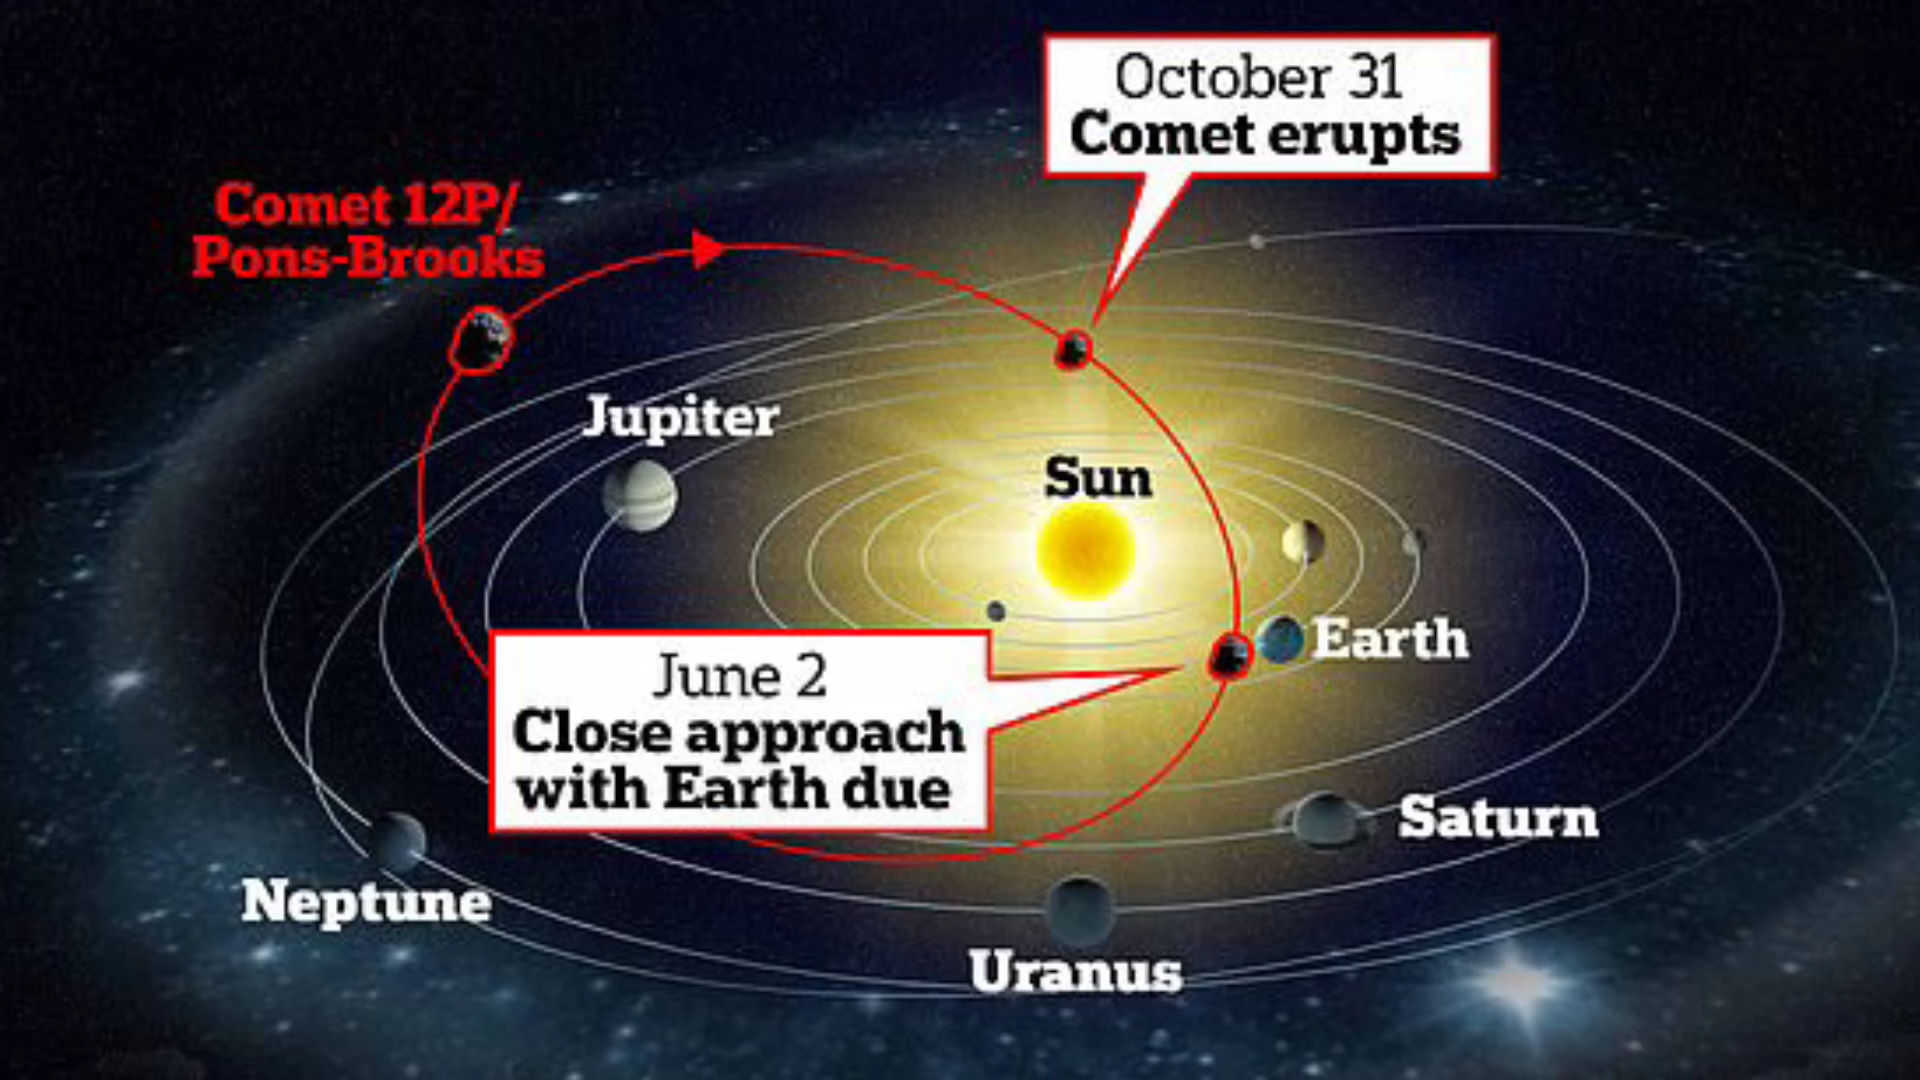 October 31
Comet erupts
Comet 12P/
Pons-Brooks
Jupiter
Sun
Earth
June 2
Close approach
with Earth due
Saturn
Neptune
Uranus